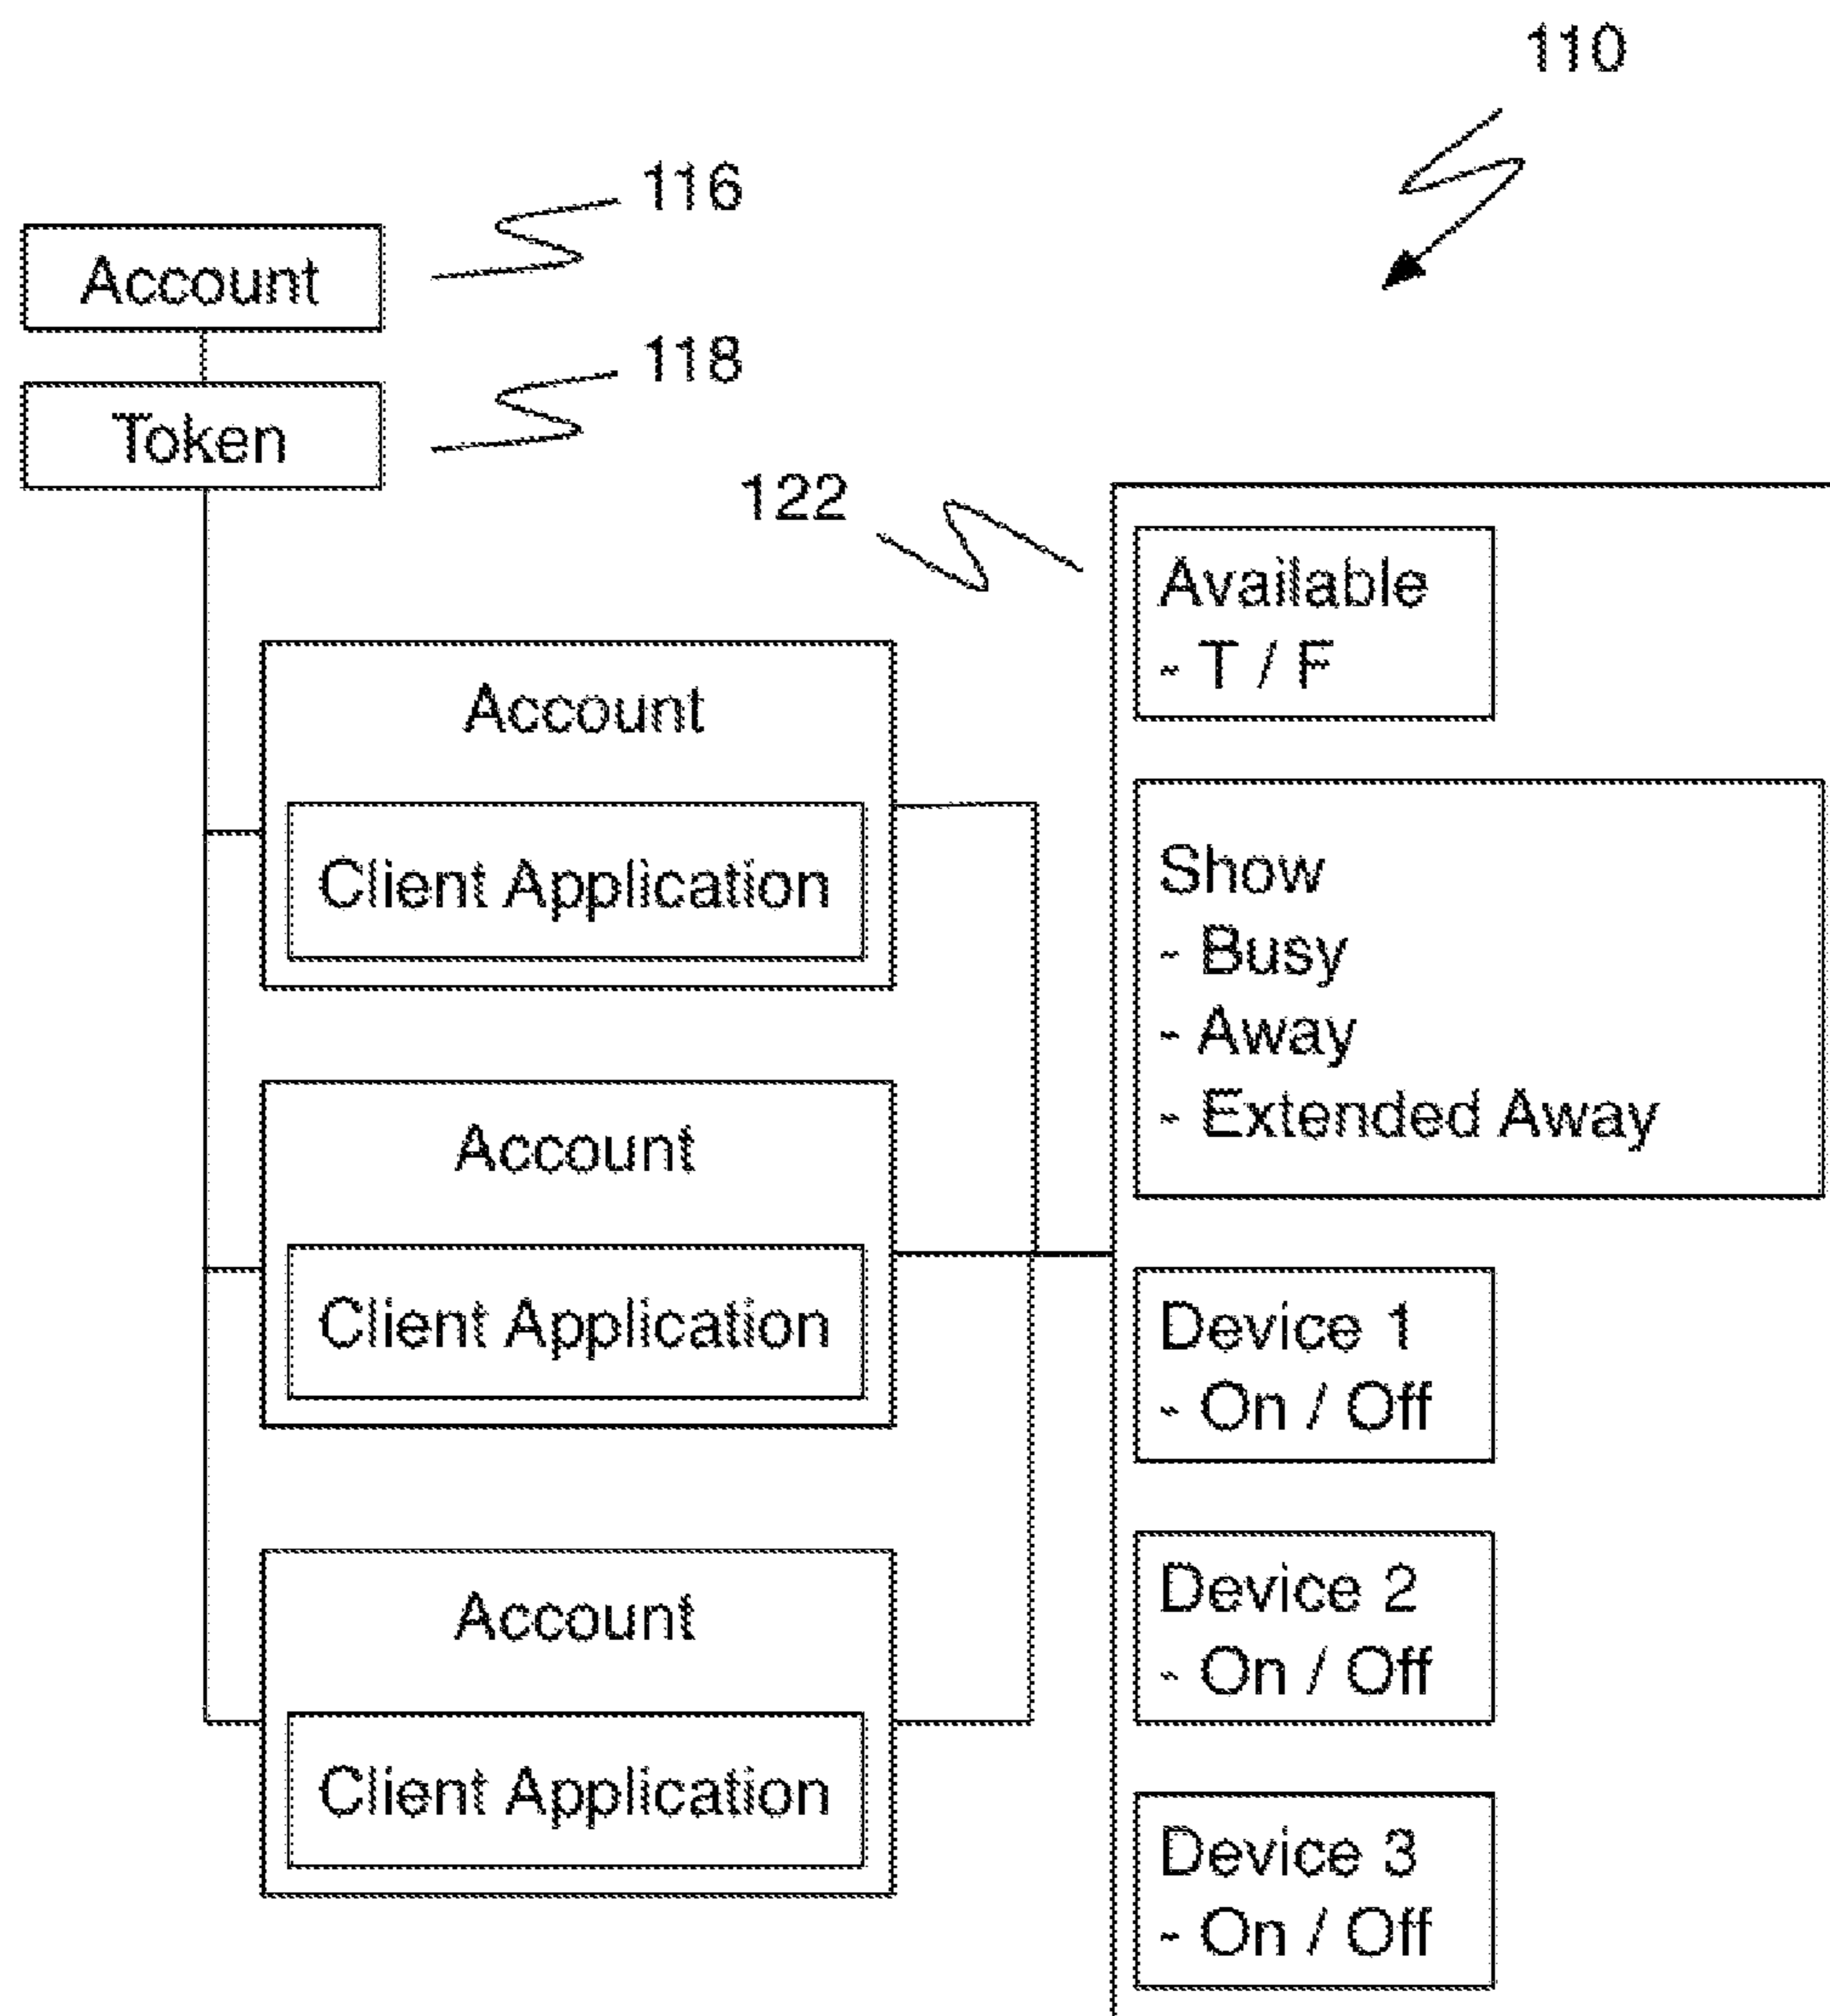 110
116
Account
118
Token
122
Available
- T / F
Account
Client Application
Show
- Busy
- Away
- Extended Away
Account
Client Application
Device 1
- On / Off
Account
Client Application
Device 2
- On / Off
Device 3
- On / Off